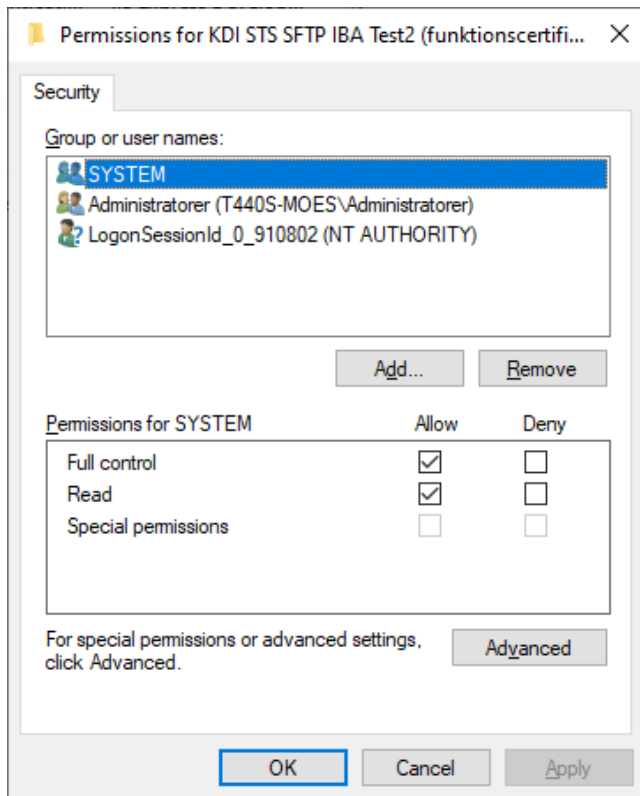 Permissions for KDI STS SFTP IBA Test2 (funktionscertifi...
Security
Group or user names:
SYSTEM
Administratorer (T440S-MOES\Administratorer)
LogonSessionId_0_910802 (NT AUTHORITY)
Add...
Remove
Permissions for SYSTEM
Allow
Deny
Full control
Read
Special permissions
For special permissions or advanced settings,
click Advanced.
Advanced
OK
Cancel
Apply